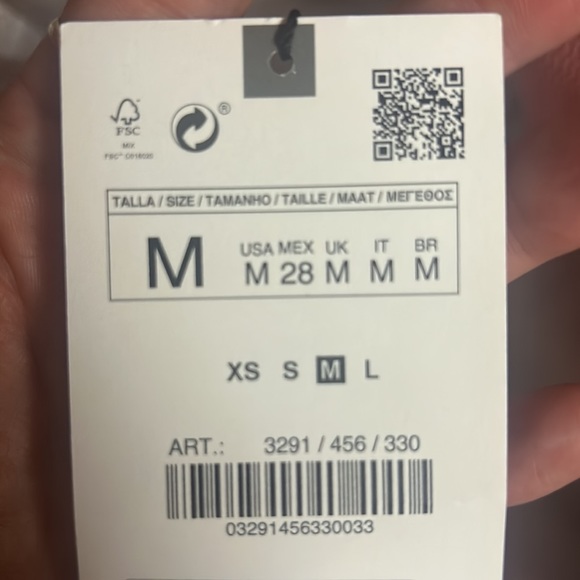 FSC
MIX
®
TALLA / SIZE / TAMANHO / TAILLE / MAAT / ΜΕΓΕΘΟΣ
M
USA MEX UK IT BR
M 28 M M M
XS S M L
ART.: 3291 / 456 / 330
03291456330033